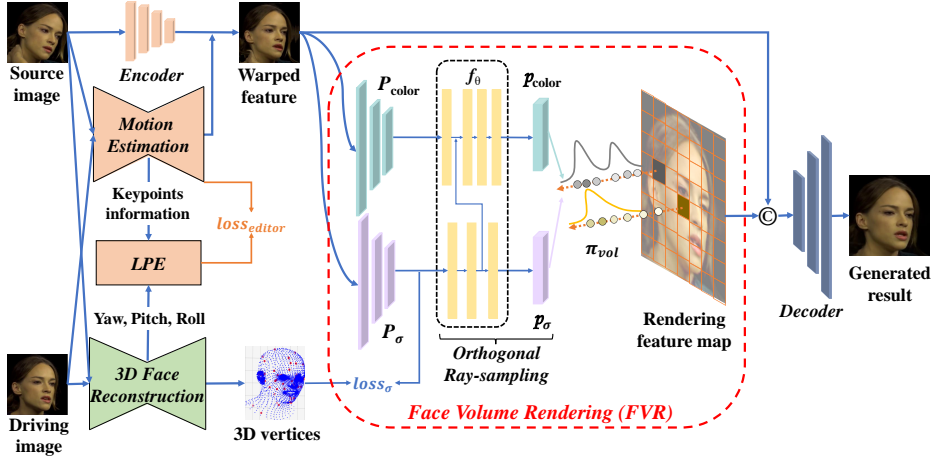 Source
image
Encoder
Warped
feature
Motion
Estimation
Keypoints
information
loss_editor
LPE
Yaw, Pitch, Roll
3D Face
Reconstruction
Driving
image
3D vertices
loss_σ
P_color
f_θ
p_color
P_σ
p_σ
Orthogonal
Ray-sampling
π_vol
Rendering
feature map
Face Volume Rendering (FVR)
©
Decoder
Generated
result